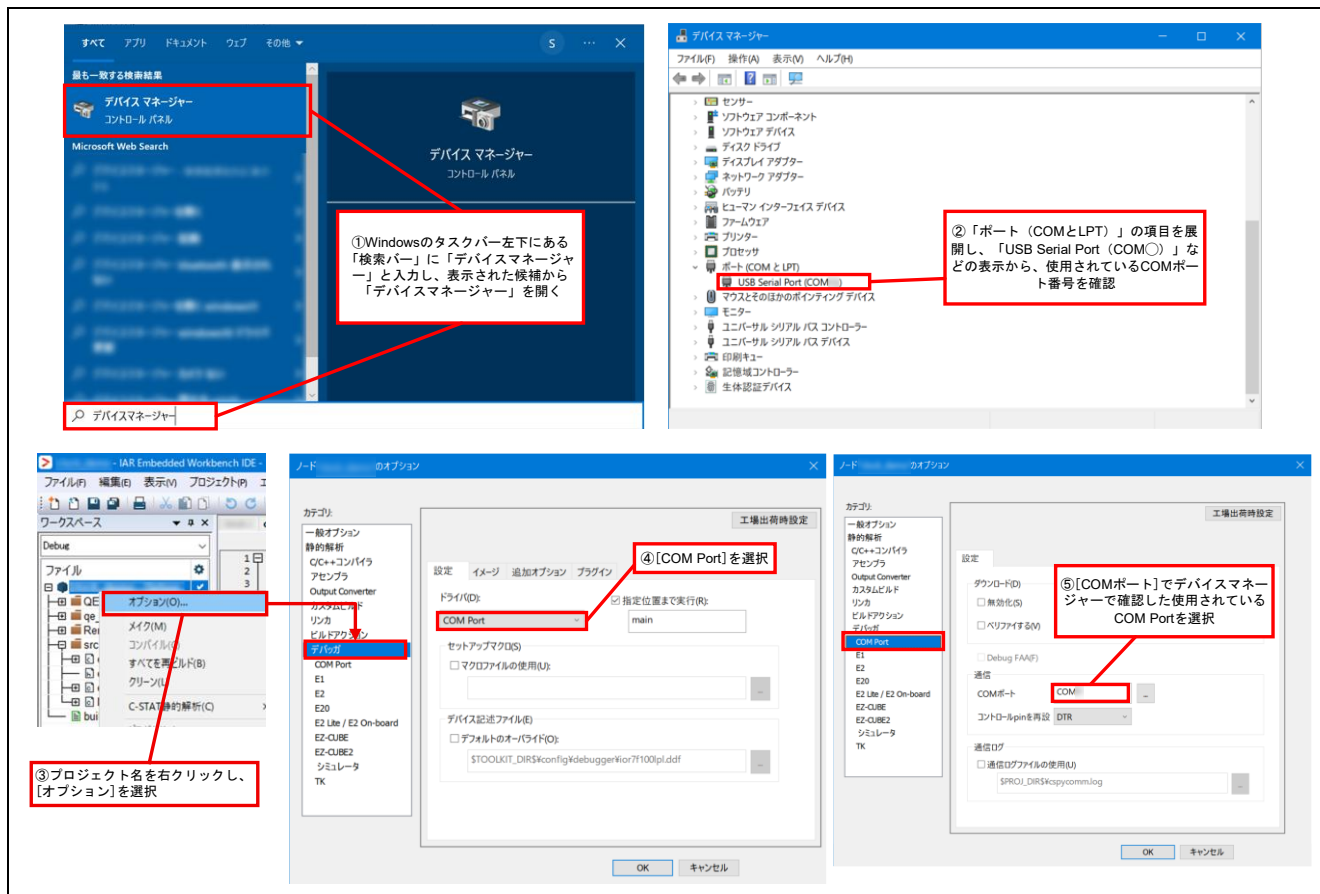 すべて アプリ ドキュメント ウェブ その他 ▼
S ··· ×
最も一致する検索結果
デバイス マネージャー
コントロール パネル
Microsoft Web Search
デバイス マネージャー
コントロール パネル
①Windowsのタスクバー左下にある
「検索バー」に「デバイスマネージャ
ー」と入力し、表示された候補から
「デバイスマネージャー」を開く
デバイスマネージャー
デバイス マネージャー
ファイル(F) 操作(A) 表示(V) ヘルプ(H)
センサー
ソフトウェア コンポーネント
ソフトウェア デバイス
ディスク ドライブ
ディスプレイ アダプター
ネットワーク アダプター
バッテリ
ヒューマン インターフェイス デバイス
ファームウェア
プリンター
プロセッサ
ポート (COM と LPT)
USB Serial Port (COM )
マウスとそのほかのポインティング デバイス
モニター
ユニバーサル シリアル バス コントローラー
ユニバーサル シリアル バス デバイス
印刷キュー
記憶域コントローラー
生体認証デバイス
②「ポート（COMとLPT）」の項目を展
開し、「USB Serial Port（COM○）」な
どの表示から、使用されているCOMポー
ト番号を確認
- IAR Embedded Workbench IDE -
ファイル(F) 編集(E) 表示(V) プロジェクト(P)
ワークスペース
Debug
ファイル
1
2
3
QE
qe_
Re
src
bui
オプション(O)...
メイク(M)
コンパイル(C)
すべてを再ビルド(B)
クリーン(L)
C-STAT静的解析(C)
③プロジェクト名を右クリックし、
[オプション]を選択
ノード のオプション
カテゴリ:
一般オプション
静的解析
C/C++コンパイラ
アセンブラ
Output Converter
カスタムビルド
リンカ
ビルドアクション
デバッガ
COM Port
E1
E2
E20
E2 Lite / E2 On-board
EZ-CUBE
EZ-CUBE2
シミュレータ
TK
工場出荷時設定
④[COM Port]を選択
設定 イメージ 追加オプション プラグイン
ドライバ(D):
指定位置まで実行(R):
COM Port
main
セットアップマクロ(S)
マクロファイルの使用(U):
...
デバイス記述ファイル(E)
デフォルトのオーバライド(O):
$TOOLKIT_DIR$¥config¥debugger¥ior7f100lpl.ddf
...
OK キャンセル
ノード のオプション
カテゴリ:
一般オプション
静的解析
C/C++コンパイラ
アセンブラ
Output Converter
カスタムビルド
リンカ
ビルドアクション
デバッガ
COM Port
E1
E2
E20
E2 Lite / E2 On-board
EZ-CUBE
EZ-CUBE2
シミュレータ
TK
工場出荷時設定
設定
ダウンロード(D)
無効化(S)
ベリファイする(V)
⑤[COMポート]でデバイスマネー
ジャーで確認した使用されている
COM Portを選択
Debug FAA(F)
通信
COMポート COM ...
コントロールpinを再設 DTR
通信ログ
通信ログファイルの使用(U)
$PROJ_DIR$¥cspycomm.log
...
OK キャンセル